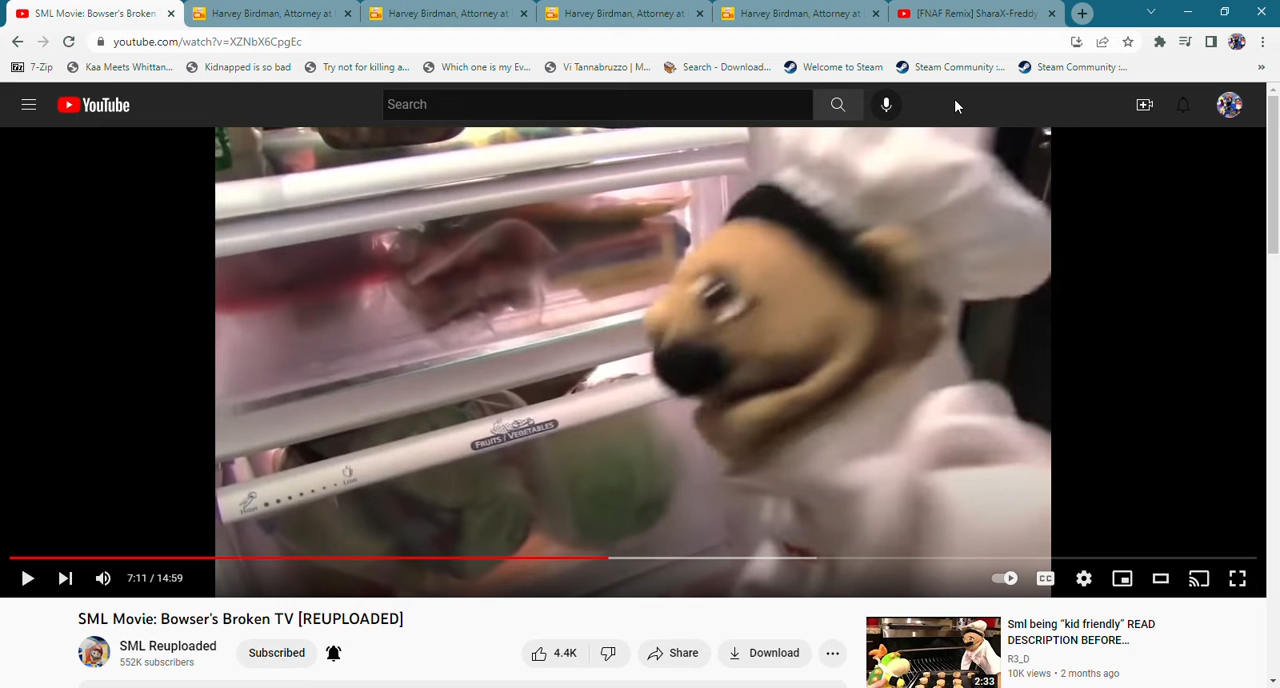 SML Movie: Bowser's Broken
Harvey Birdman, Attorney at
Harvey Birdman, Attorney at
Harvey Birdman, Attorney at
Harvey Birdman, Attorney at
[FNAF Remix] SharaX-Freddy
youtube.com/watch?v=XZNbX6CpgEc
7-Zip
Kaa Meets Whittan...
Kidnapped is so bad
Try not for killing a...
Which one is my Ev...
Vi Tannabruzzo | M...
Search - Download...
Welcome to Steam
Steam Community :...
Steam Community :...
YouTube
Search
FRUITS / VEGETABLES
High
Low
7:11 / 14:59
CC
SML Movie: Bowser's Broken TV [REUPLOADED]
SML Reuploaded
552K subscribers
Subscribed
4.4K
Share
Download
Sml being “kid friendly” READ
DESCRIPTION BEFORE...
R3_D
10K views • 2 months ago
2:33